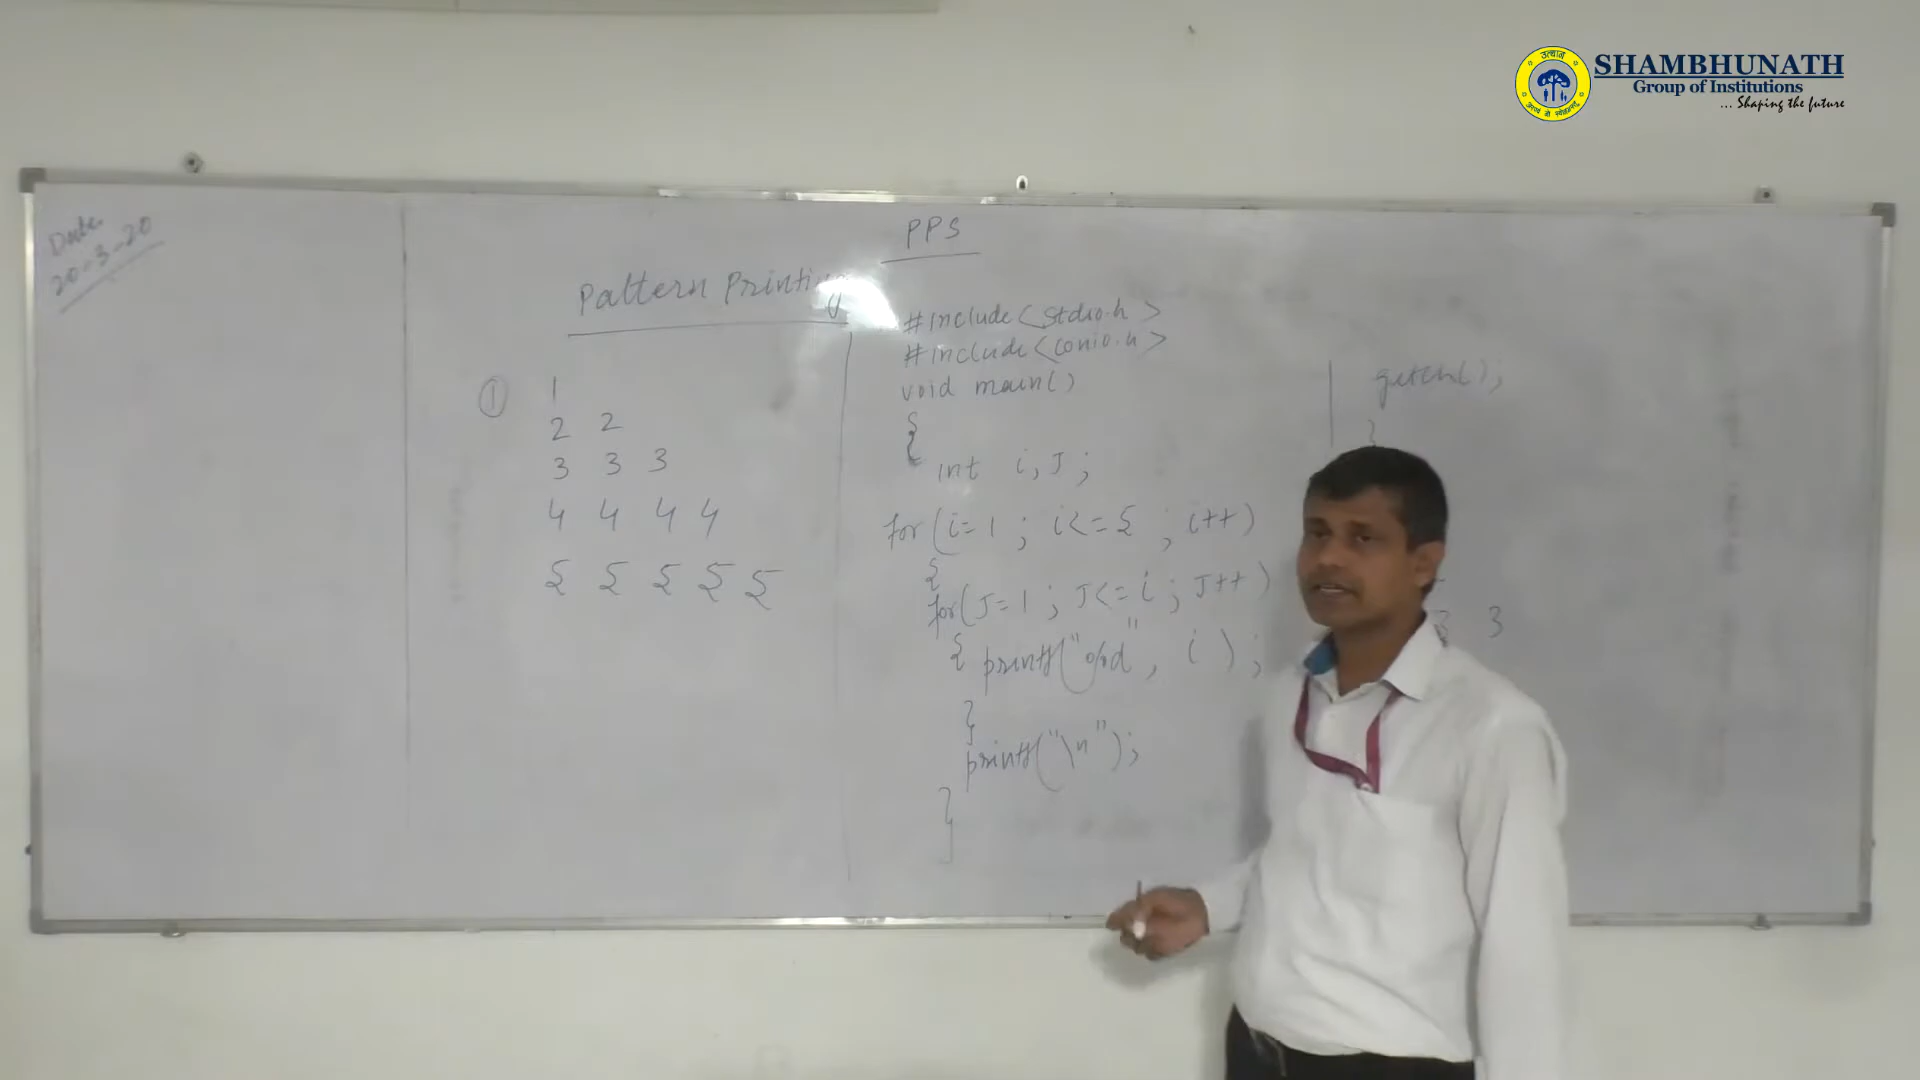 उत्थान
SHAMBHUNATH
Group of Institutions
... Shaping the future
Date
20-3-20
PPS
Pattern Printing
① 1
2 2
3 3 3
4 4 4 4
5 5 5 5 5
#include<stdio.h>
#include<conio.h>
void main()
{
int i, J ;
for (i=1 ; i<=5 ; i++)
{
for(J=1 ; J<=i ; J++)
{ printf("%d", i ) ;
}
printf("\n");
}
getch();
}
3 3